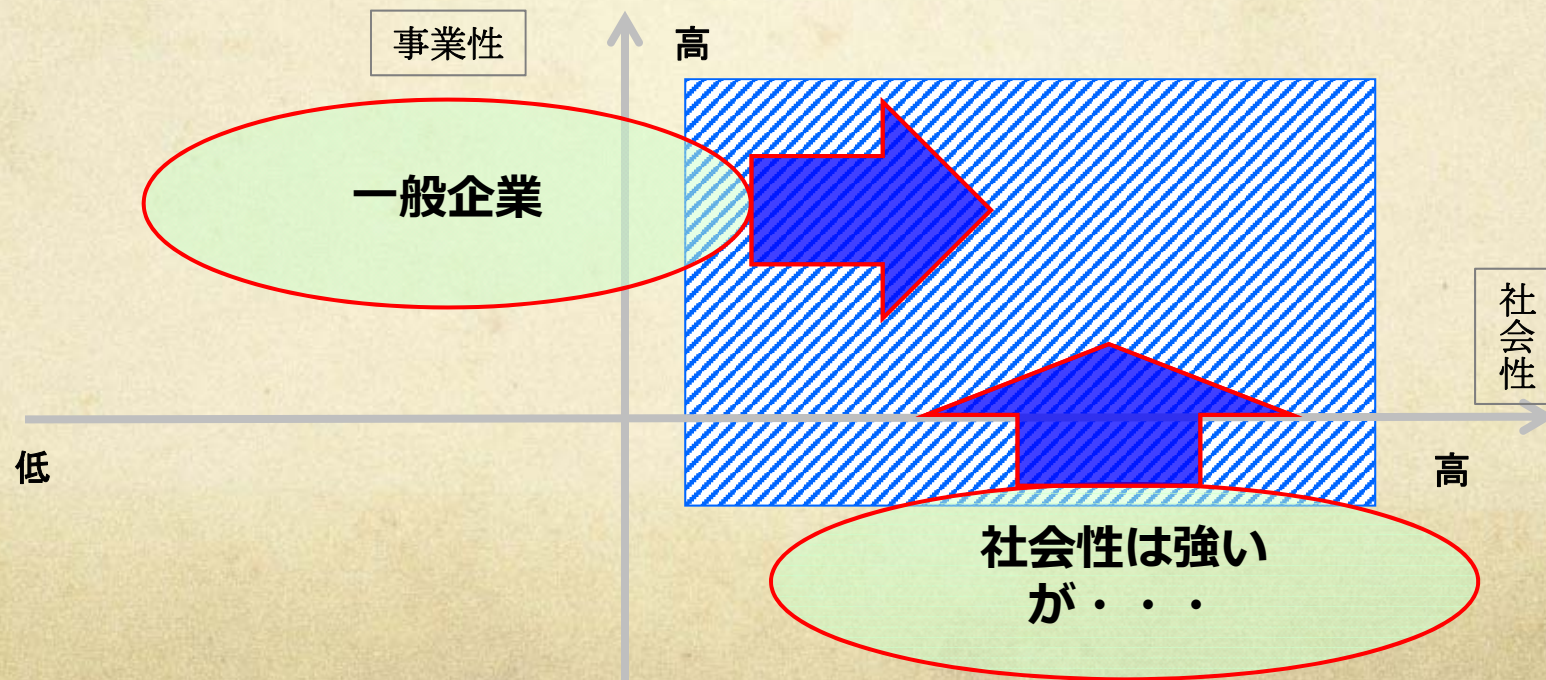 事業性
高
一般企業
社会性
低
高
社会性は強い
が・・・